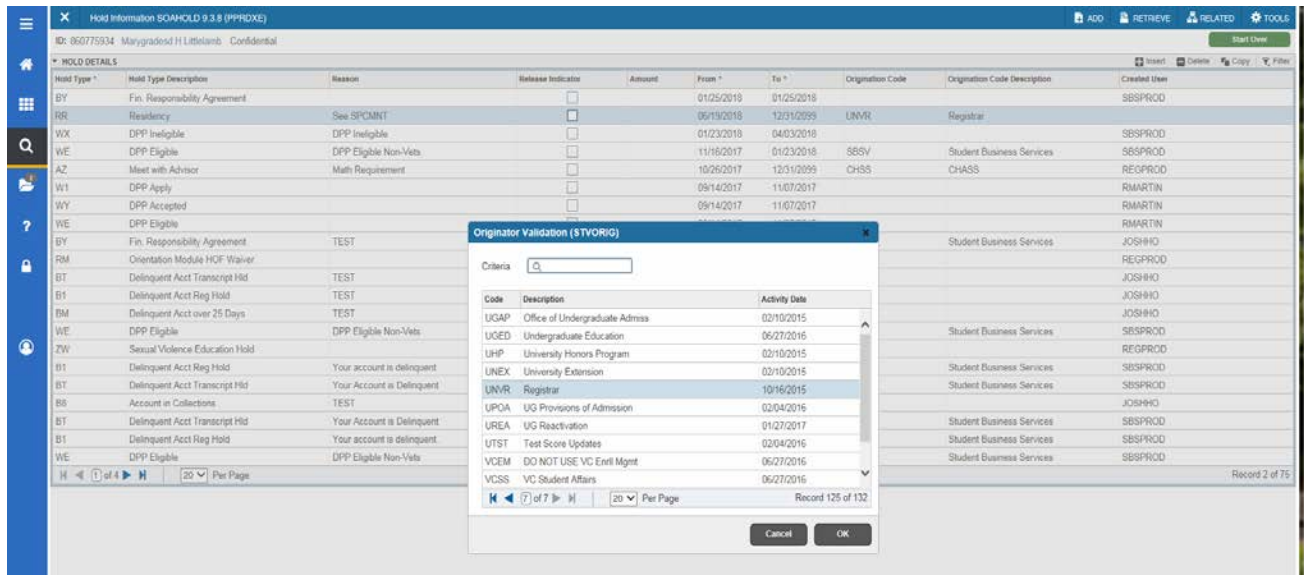 Hold Information SOAHOLD 9.3.8 (PPRDXE) ADD RETRIEVE RELATED TOOLS
ID: 860775934 Marygradesd H Littlelamb Confidential Start Over
HOLD DETAILS Insert Delete Copy Filter
Hold Type * Hold Type Description Reason Release Indicator Amount From * To * Origination Code Origination Code Description Created User
BY Fin. Responsibility Agreement 01/25/2018 01/25/2018 SBSPROD
RR Residency See SPCMNT 06/19/2018 12/31/2099 UNVR Registrar
WX DPP Ineligible DPP Ineligible 01/23/2018 04/03/2018 SBSPROD
WE DPP Eligible DPP Eligible Non-Vets 11/16/2017 01/23/2018 SBSV Student Business Services SBSPROD
AZ Meet with Advisor Math Requirement 10/26/2017 12/31/2099 CHSS CHASS REGPROD
W1 DPP Apply 09/14/2017 11/07/2017 RMARTIN
WY DPP Accepted 09/14/2017 11/07/2017 RMARTIN
WE DPP Eligible RMARTIN
BY Fin. Responsibility Agreement TEST Student Business Services JOSHHO
RM Orientation Module HOF Waiver REGPROD
BT Delinquent Acct Transcript Hld TEST JOSHHO
B1 Delinquent Acct Reg Hold TEST JOSHHO
BM Delinquent Acct over 25 Days TEST JOSHHO
WE DPP Eligible DPP Eligible Non-Vets Student Business Services SBSPROD
ZW Sexual Violence Education Hold REGPROD
B1 Delinquent Acct Reg Hold Your account is delinquent Student Business Services SBSPROD
BT Delinquent Acct Transcript Hld Your Account is Delinquent Student Business Services SBSPROD
B8 Account in Collections TEST JOSHHO
BT Delinquent Acct Transcript Hld Your Account is Delinquent Student Business Services SBSPROD
B1 Delinquent Acct Reg Hold Your account is delinquent Student Business Services SBSPROD
WE DPP Eligible DPP Eligible Non-Vets Student Business Services SBSPROD
1 of 4 20 Per Page Record 2 of 75
Originator Validation (STVORIG)
Criteria
Code Description Activity Date
UGAP Office of Undergraduate Admiss 02/10/2015
UGED Undergraduate Education 06/27/2016
UHP University Honors Program 02/10/2015
UNEX University Extension 02/10/2015
UNVR Registrar 10/16/2015
UPOA UG Provisions of Admission 02/04/2016
UREA UG Reactivation 01/27/2017
UTST Test Score Updates 02/04/2016
VCEM DO NOT USE VC Enrll Mgmt 06/27/2016
VCSS VC Student Affairs 06/27/2016
7 of 7 20 Per Page Record 125 of 132
Cancel OK